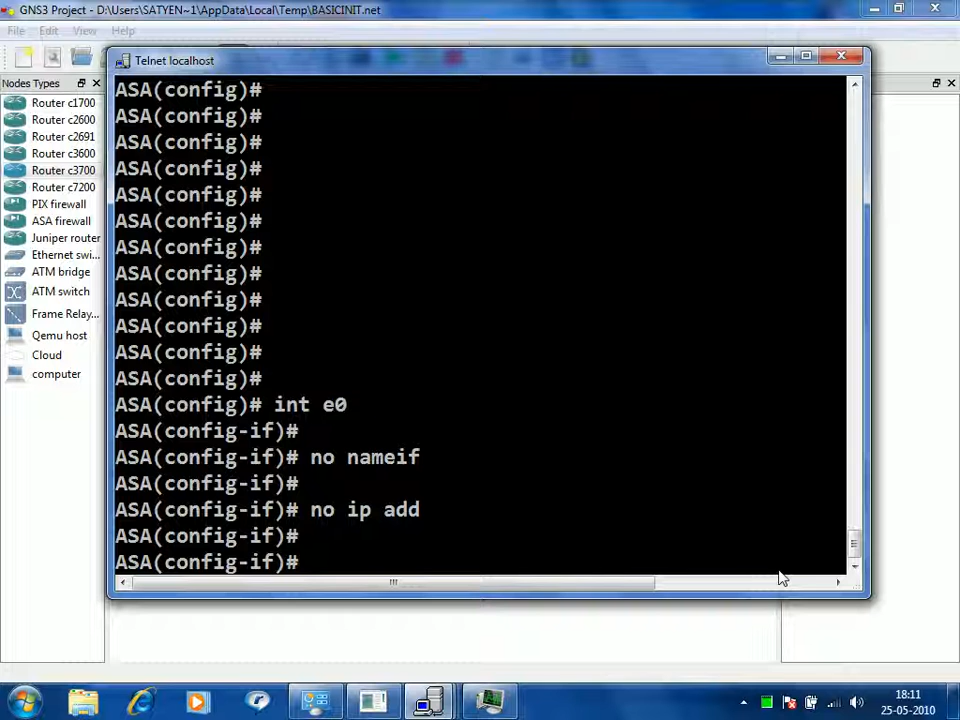 GNS3 Project - D:\Users\SATYEN~1\AppData\Local\Temp\BASICINIT.net
File Edit View Help
Telnet localhost
Nodes Types
Router c1700
Router c2600
Router c2691
Router c3600
Router c3700
Router c7200
PIX firewall
ASA firewall
Juniper router
Ethernet swi...
ATM bridge
ATM switch
Frame Relay...
Qemu host
Cloud
computer
ASA(config)#
ASA(config)#
ASA(config)#
ASA(config)#
ASA(config)#
ASA(config)#
ASA(config)#
ASA(config)#
ASA(config)#
ASA(config)#
ASA(config)#
ASA(config)#
ASA(config)# int e0
ASA(config-if)#
ASA(config-if)# no nameif
ASA(config-if)#
ASA(config-if)# no ip add
ASA(config-if)#
ASA(config-if)#
18:11
25-05-2010